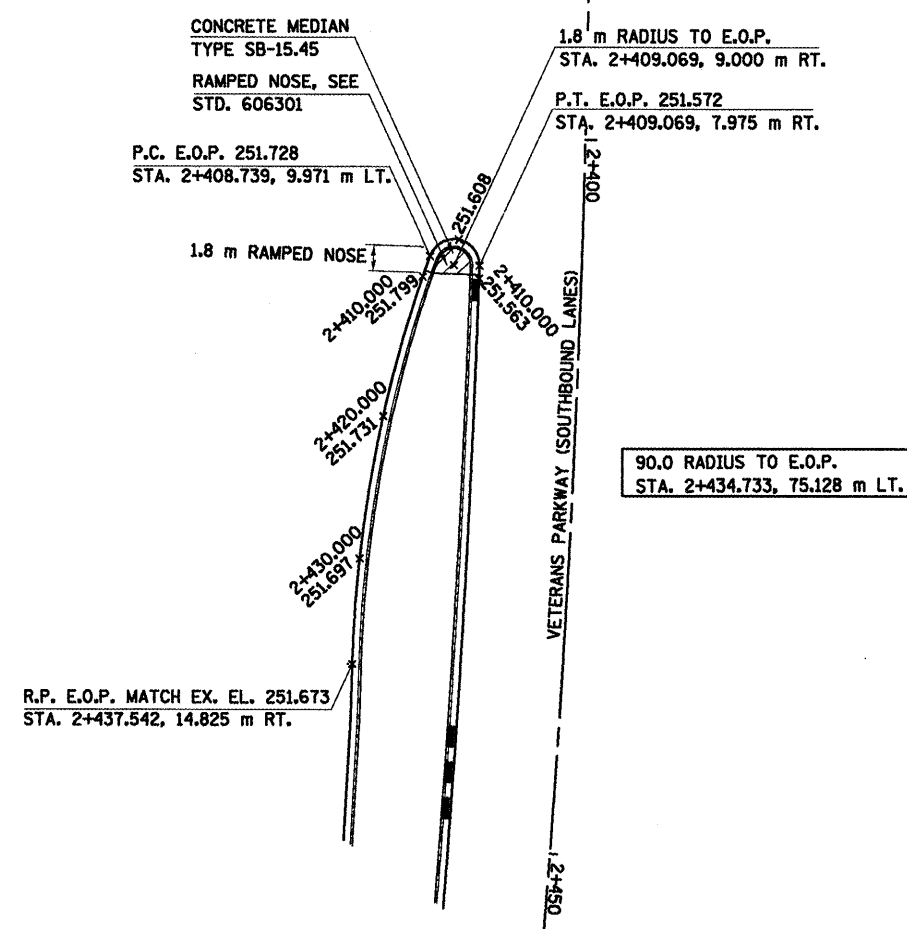 CONCRETE MEDIAN
TYPE SB-15.45
RAMPED NOSE, SEE
STD. 606301
P.C. E.O.P. 251.728
STA. 2+408.739, 9.971 m LT.
1.8 m RAMPED NOSE
1.8 m RADIUS TO E.O.P.
STA. 2+409.069, 9.000 m RT.
P.T. E.O.P. 251.572
STA. 2+409.069, 7.975 m RT.
2+400
251.608
2+410.000
251.799
2+410.000
251.563
2+420.000
251.731
2+430.000
251.697
VETERANS PARKWAY (SOUTHBOUND LANES)
90.0 RADIUS TO E.O.P.
STA. 2+434.733, 75.128 m LT.
R.P. E.O.P. MATCH EX. EL. 251.673
STA. 2+437.542, 14.825 m RT.
2+450